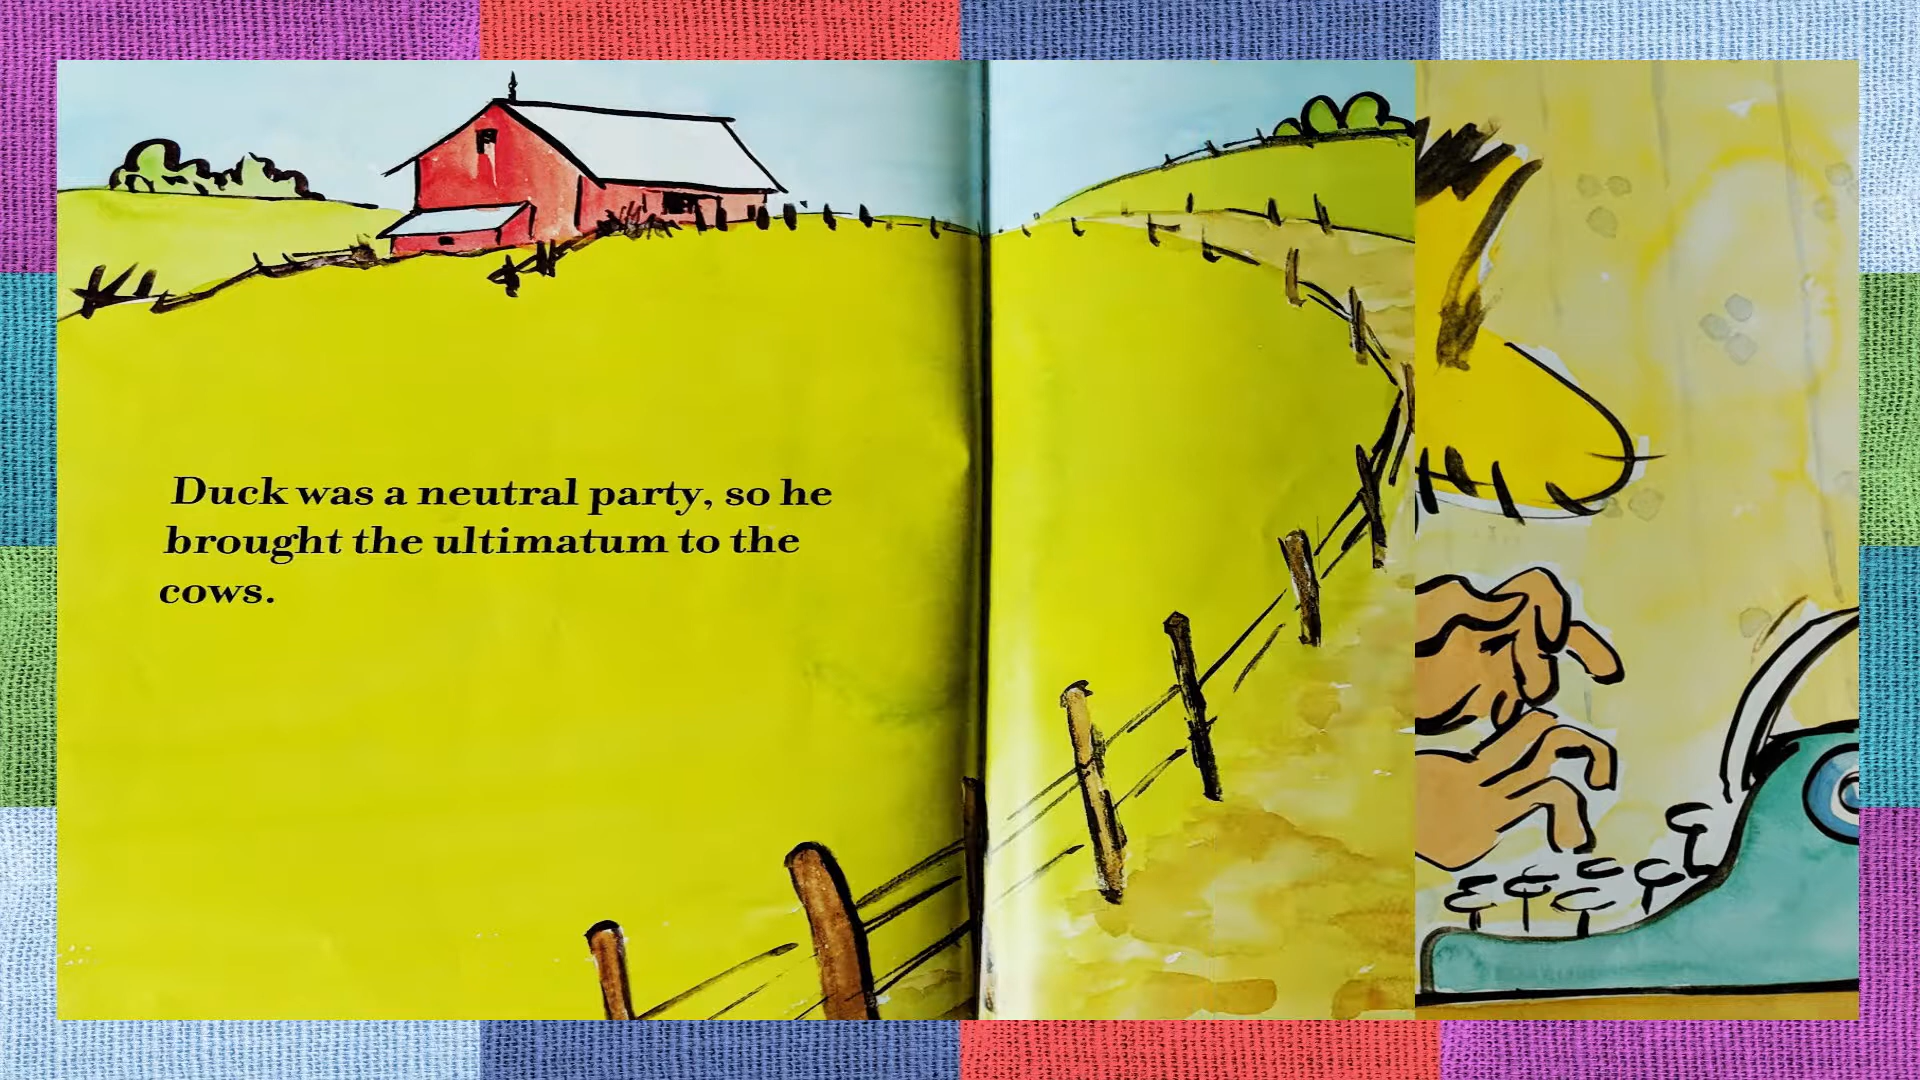 Duck was a neutral party, so he
brought the ultimatum to the
cows.